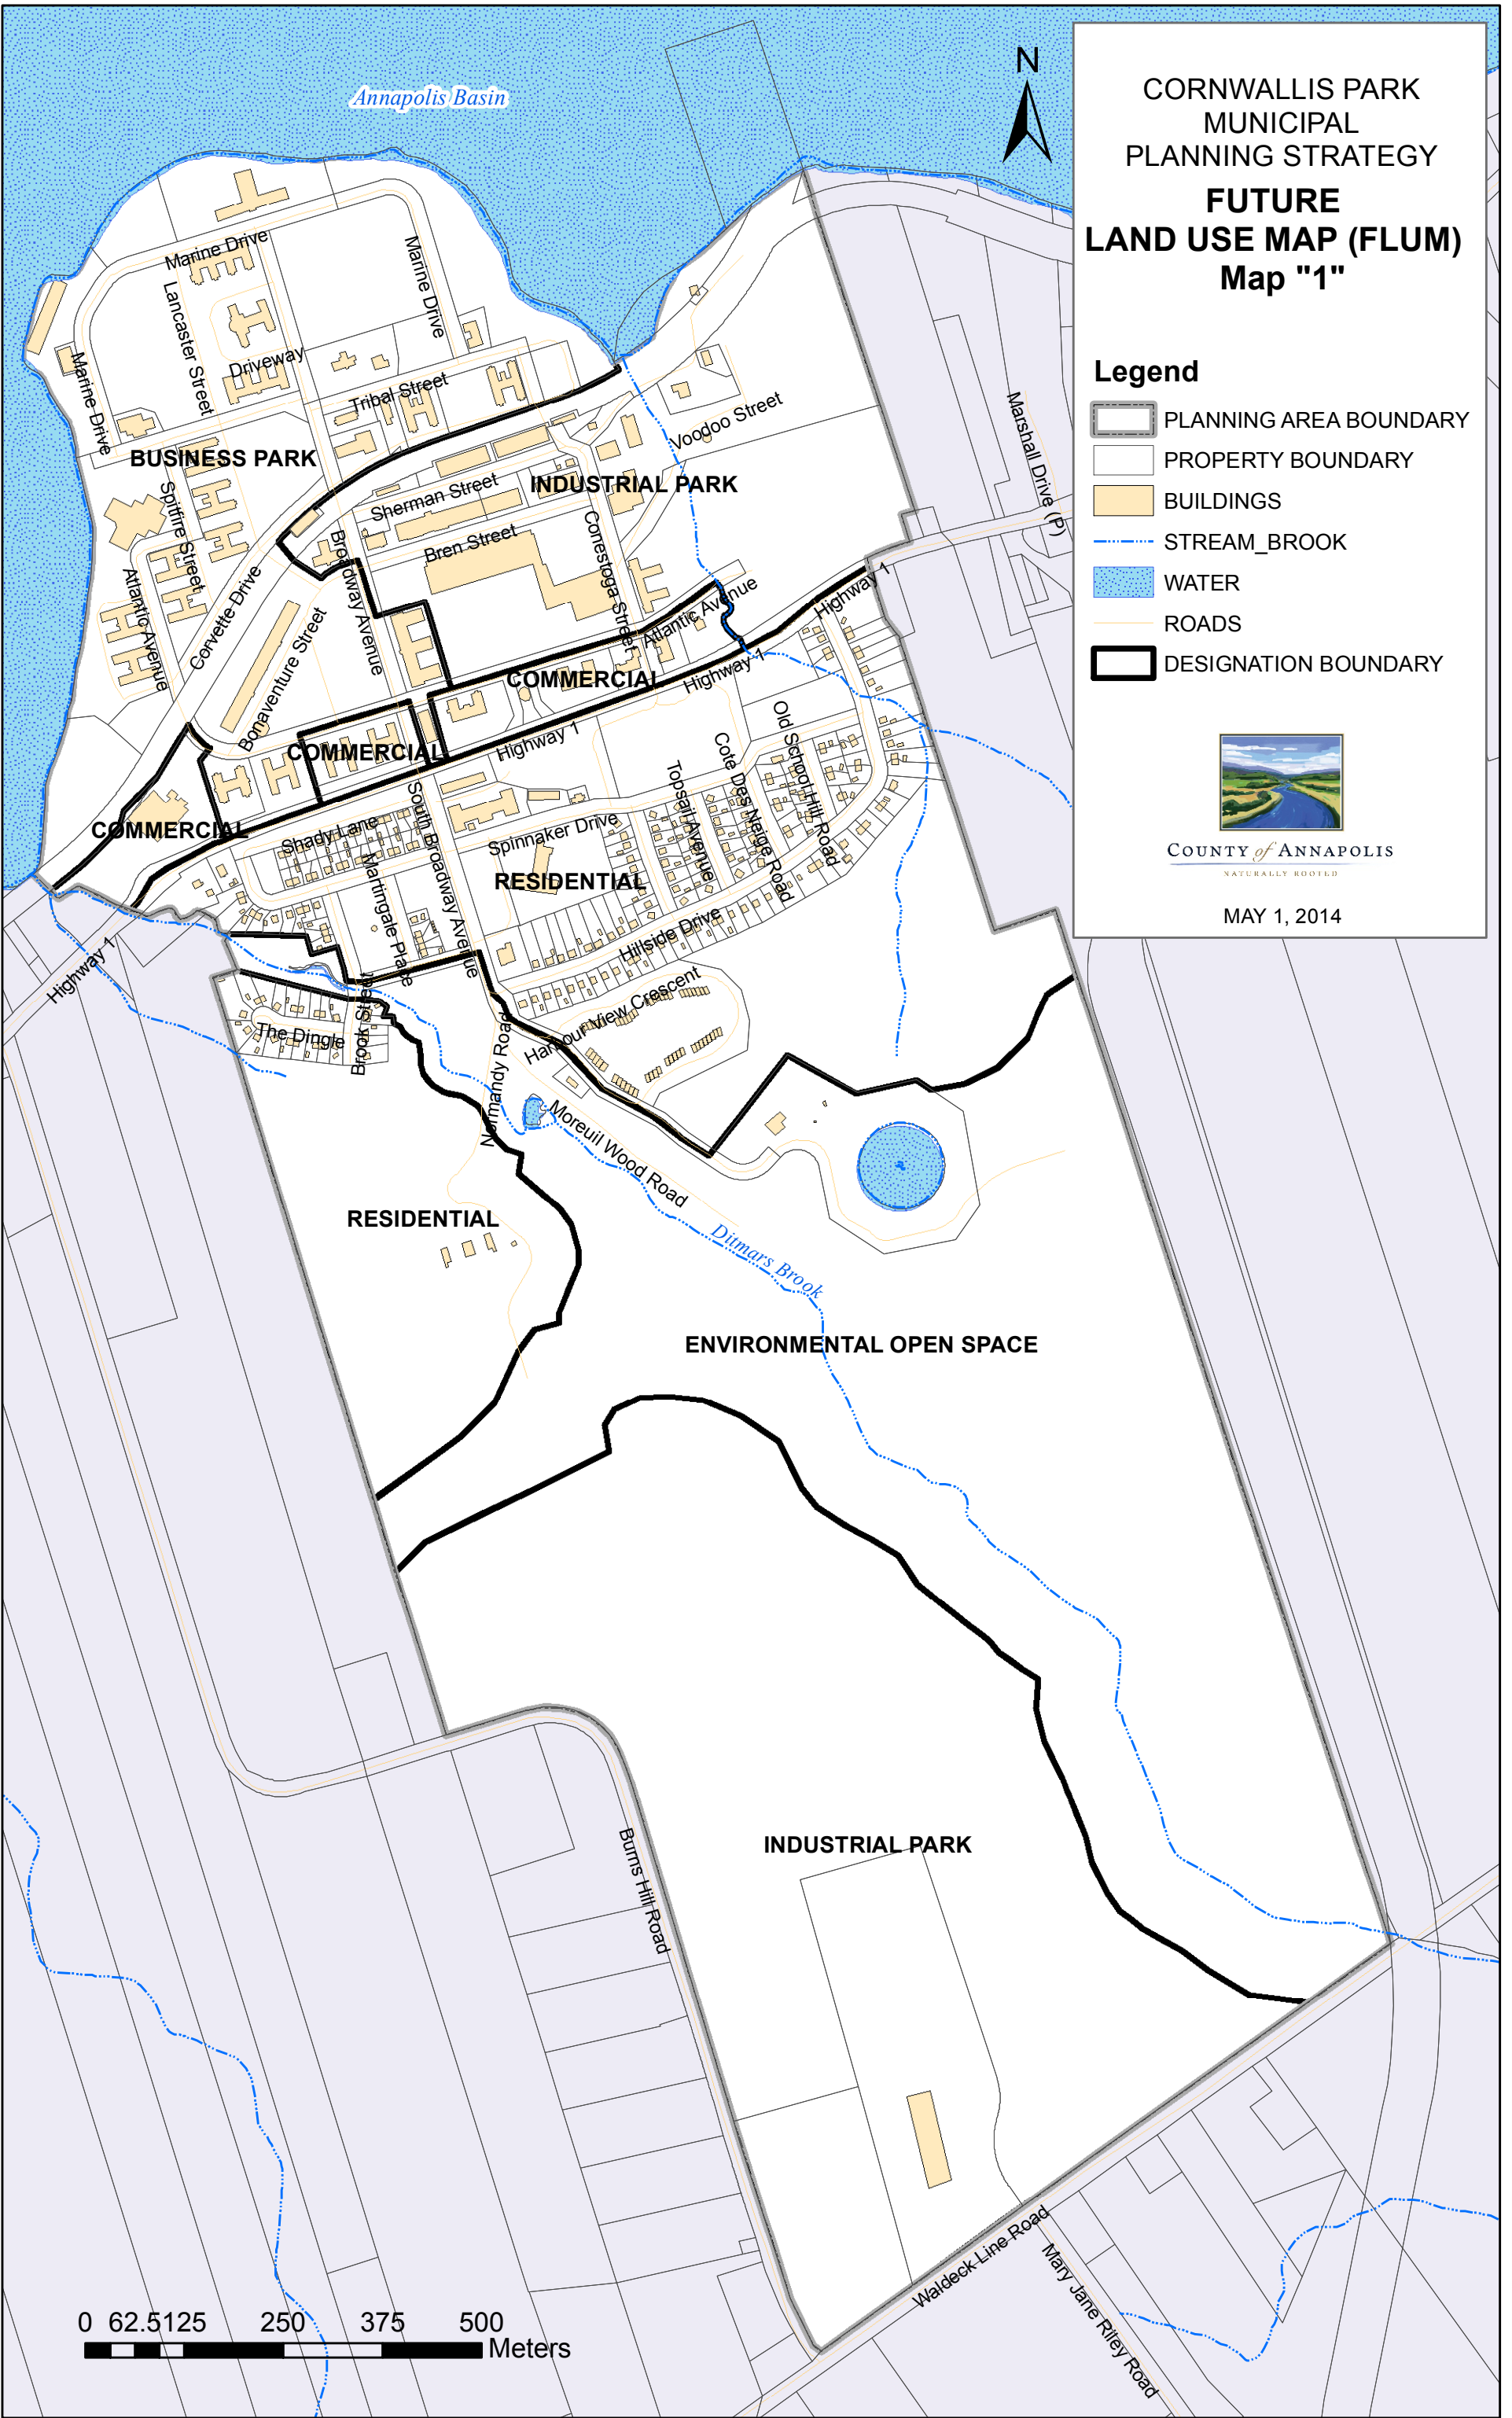 Annapolis Basin
N
CORNWALLIS PARK
MUNICIPAL
PLANNING STRATEGY
FUTURE
LAND USE MAP (FLUM)
Map "1"
Legend
PLANNING AREA BOUNDARY
PROPERTY BOUNDARY
BUILDINGS
STREAM_BROOK
WATER
ROADS
DESIGNATION BOUNDARY
COUNTY of ANNAPOLIS
NATURALLY ROOTED
MAY 1, 2014
Marine Drive
Marine Drive
Lancaster Street
Driveway
Marine Drive
Tribal Street
Voodoo Street
Marshall Drive (P)
BUSINESS PARK
INDUSTRIAL PARK
Sherman Street
Spitfire Street
Bren Street
Conestoga Street
Broadway Avenue
Atlantic Avenue
Corvette Drive
Bonaventure Street
Atlantic Avenue
Highway 1
COMMERCIAL
Highway 1
Highway 1
COMMERCIAL
COMMERCIAL
Old School Hill Road
Cote Des Neige Road
Topsail Avenue
South Broadway Avenue
Shady Lane
Spinnaker Drive
Martingale Place
RESIDENTIAL
Hillside Drive
Highway 1
Harbour View Crescent
The Dingle
Brook Street
Normandy Road
Moreuil Wood Road
RESIDENTIAL
Ditmars Brook
ENVIRONMENTAL OPEN SPACE
INDUSTRIAL PARK
Burns Hill Road
Waldeck Line Road
Mary Jane Riley Road
0 62.5125 250 375 500
Meters